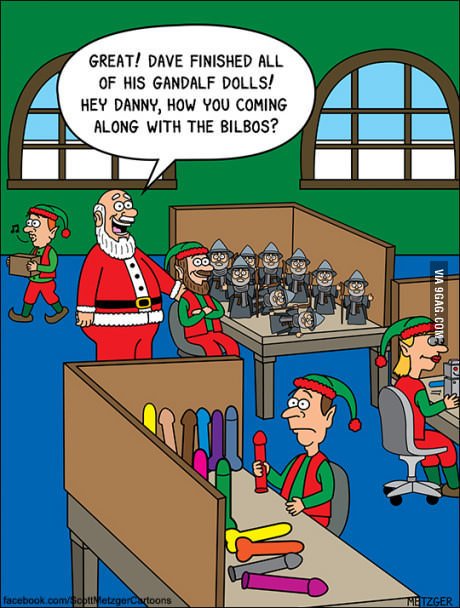 GREAT! DAVE FINISHED ALL
OF HIS GANDALF DOLLS!
HEY DANNY, HOW YOU COMING
ALONG WITH THE BILBOS?
VIA 9GAG.COM
facebook.com/ScottMetzgerCartoons
METZGER